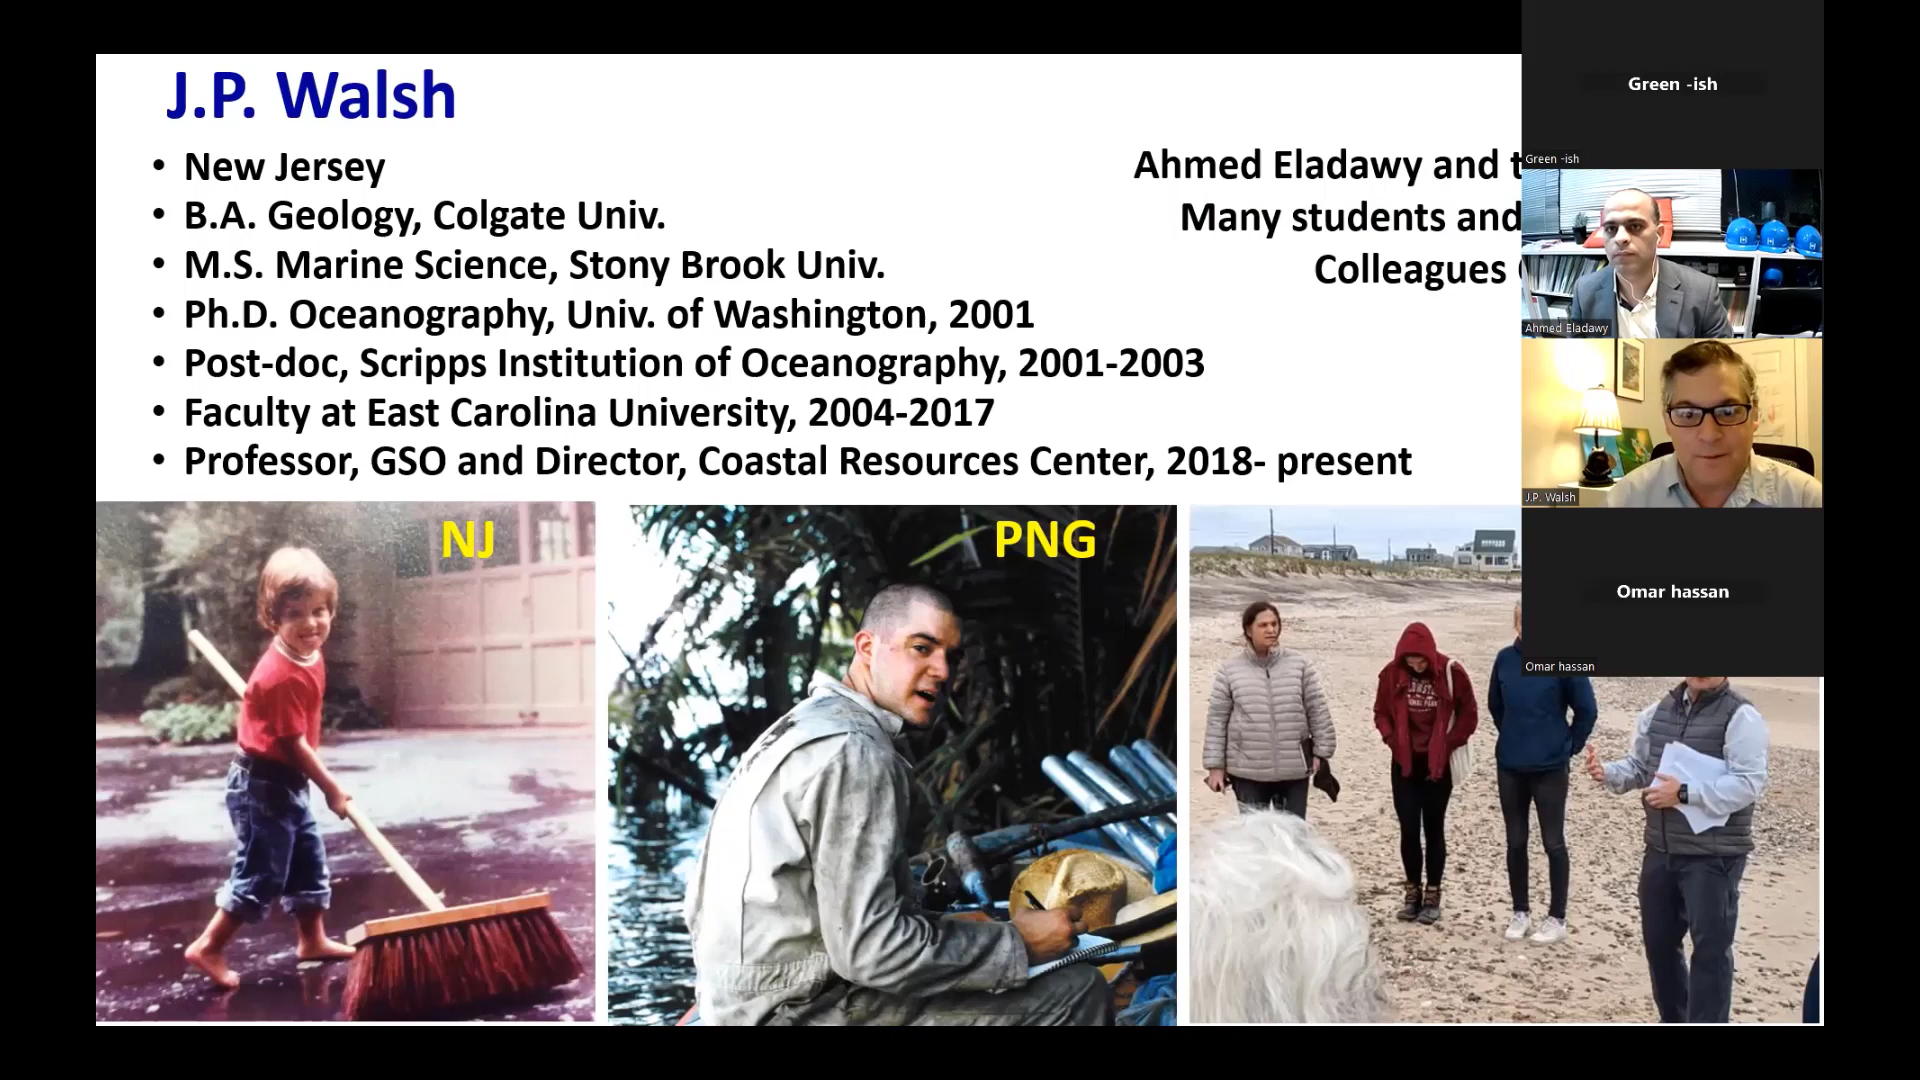 J.P. Walsh
• New Jersey
• B.A. Geology, Colgate Univ.
• M.S. Marine Science, Stony Brook Univ.
• Ph.D. Oceanography, Univ. of Washington, 2001
• Post-doc, Scripps Institution of Oceanography, 2001-2003
• Faculty at East Carolina University, 2004-2017
• Professor, GSO and Director, Coastal Resources Center, 2018- present
Ahmed Eladawy and
Many students and
Colleagues
NJ
PNG
Green -ish
Green -ish
Ahmed Eladawy
J.P. Walsh
Omar hassan
Omar hassan